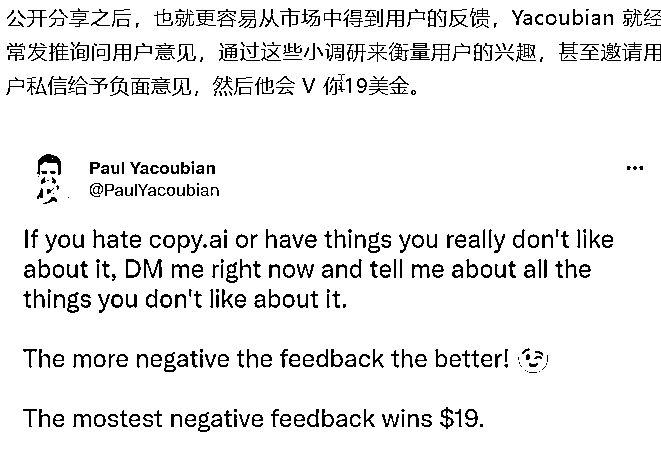 公开分享之后，也就更容易从市场中得到用户的反馈，Yacoubian 就经
常发推询问用户意见，通过这些小调研来衡量用户的兴趣，甚至邀请用
户私信给予负面意见，然后他会 V 你19美金。
Paul Yacoubian
@PaulYacoubian
If you hate copy.ai or have things you really don't like
about it, DM me right now and tell me about all the
things you don't like about it.
The more negative the feedback the better! 😉
The mostest negative feedback wins $19.